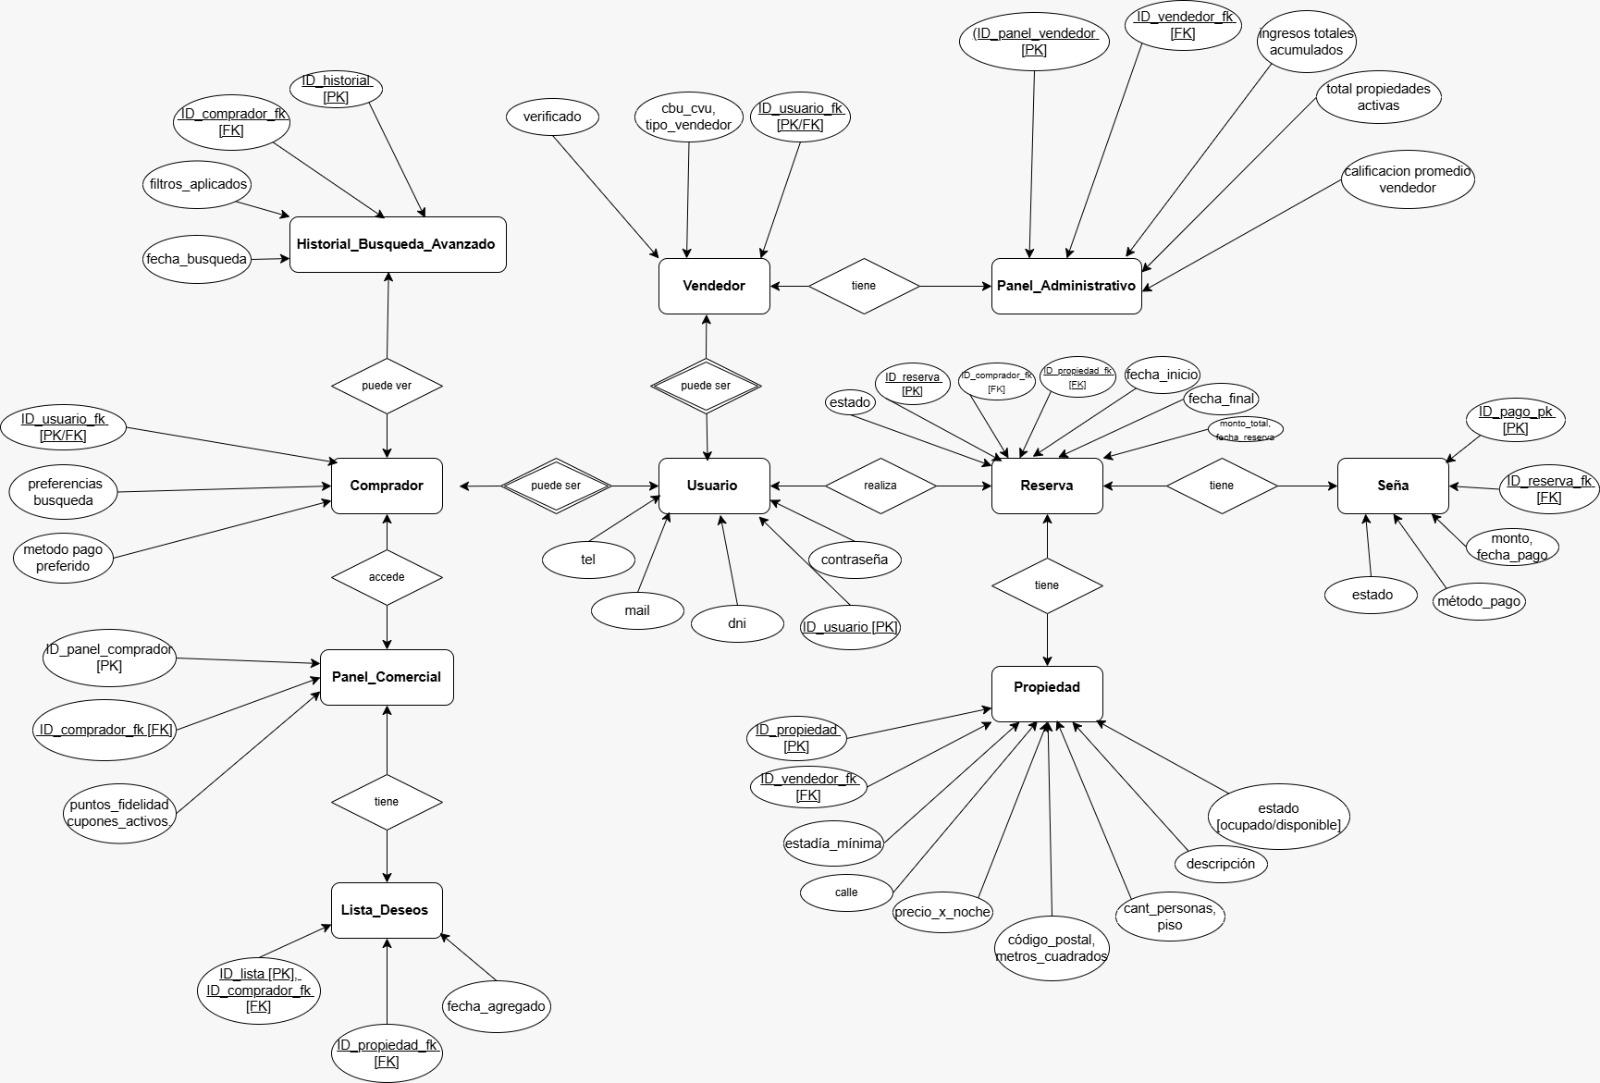 (ID_panel_vendedor
[PK]
ID_vendedor_fk
[FK]
ingresos totales
acumulados
total propiedades
activas
calificacion promedio
vendedor
ID_historial
[PK]
ID_comprador_fk
[FK]
filtros_aplicados
fecha_busqueda
Historial_Busqueda_Avanzado
verificado
cbu_cvu,
tipo_vendedor
ID_usuario_fk
[PK/FK]
Vendedor
tiene
Panel_Administrativo
puede ver
puede ser
estado
ID_reserva
[PK]
ID_comprador_fk
[FK]
ID_propiedad_fk
[FK]
fecha_inicio
fecha_final
monto_total,
fecha_reserva
ID_pago_pk
[PK]
ID_usuario_fk
[PK/FK]
preferencias
busqueda
metodo pago
preferido
Comprador
puede ser
Usuario
realiza
Reserva
tiene
Seña
ID_reserva_fk
[FK]
monto,
fecha_pago
método_pago
estado
tel
mail
dni
ID_usuario [PK]
contraseña
accede
tiene
ID_panel_comprador
[PK]
ID_comprador_fk [FK]
puntos_fidelidad
cupones_activos.
Panel_Comercial
Propiedad
ID_propiedad
[PK]
ID_vendedor_fk
[FK]
estadía_mínima
calle
precio_x_noche
código_postal,
metros_cuadrados
cant_personas,
piso
descripción
estado
[ocupado/disponible]
tiene
Lista_Deseos
ID_lista [PK],
ID_comprador_fk
[FK]
ID_propiedad_fk
[FK]
fecha_agregado